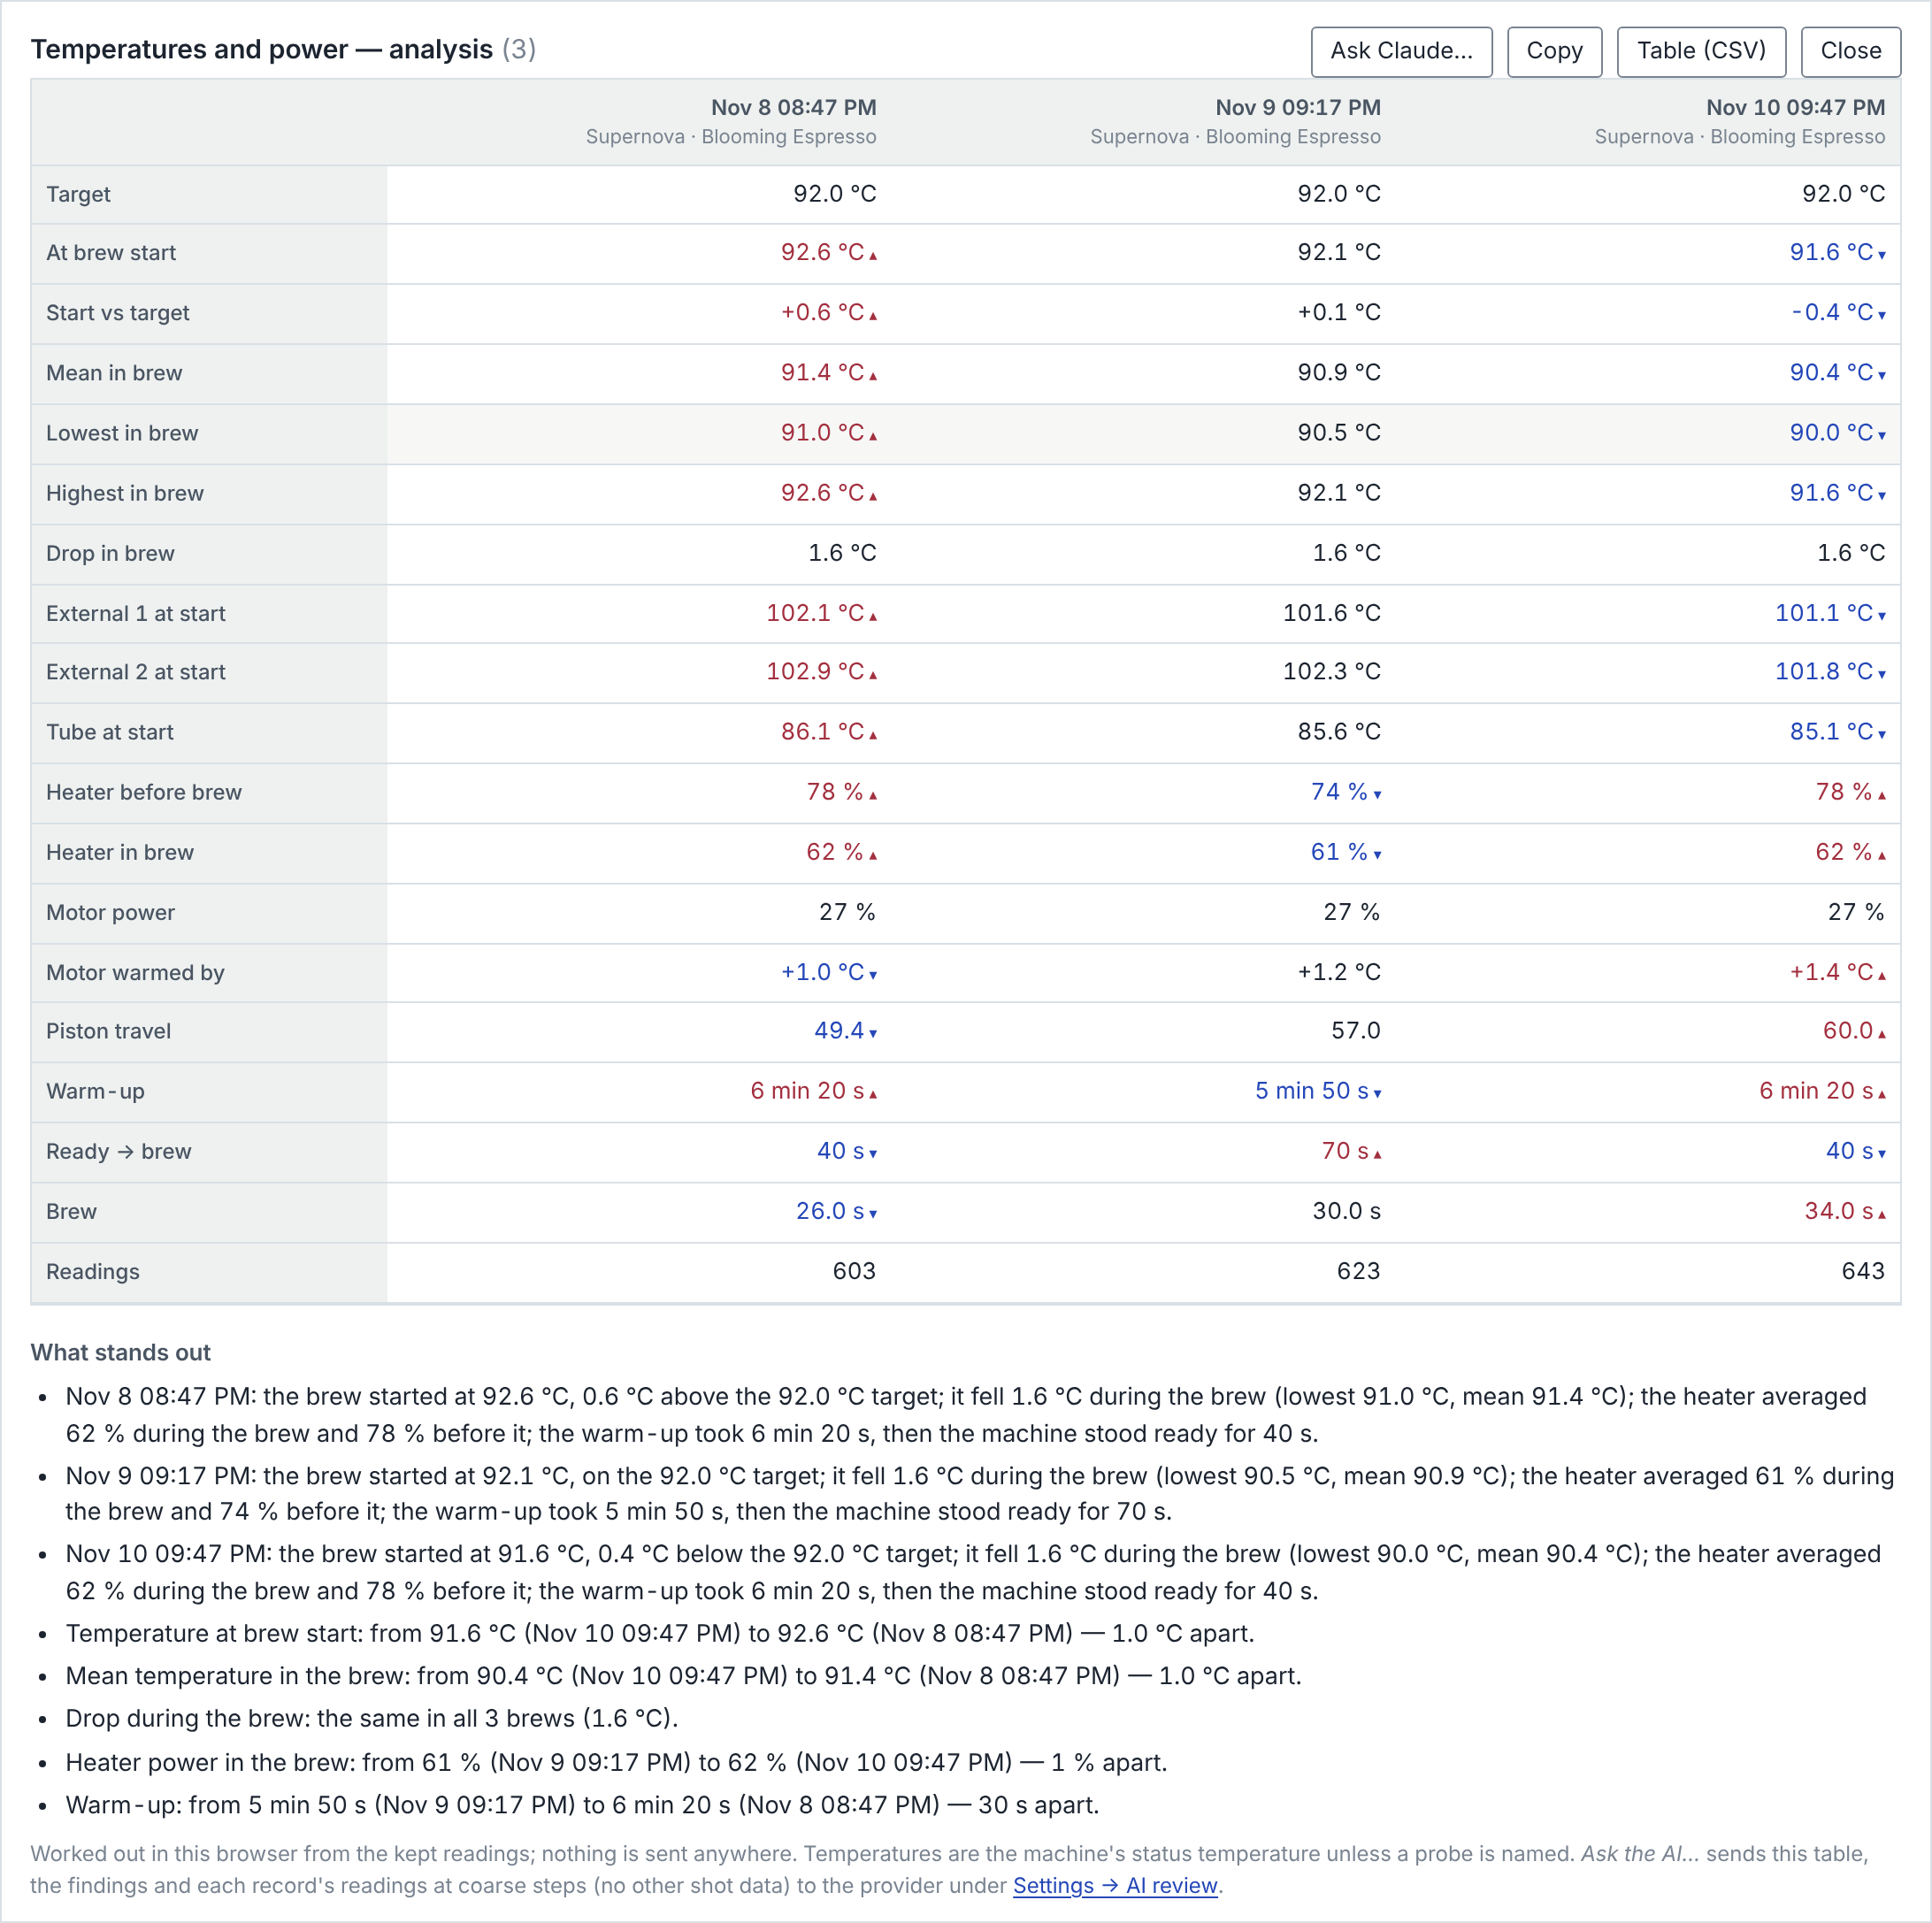 Temperatures and power — analysis (3)
Ask Claude... Copy Table (CSV) Close
Nov 8 08:47 PM Nov 9 09:17 PM Nov 10 09:47 PM
Supernova · Blooming Espresso Supernova · Blooming Espresso Supernova · Blooming Espresso
Target 92.0 °C 92.0 °C 92.0 °C
At brew start 92.6 °C▴ 92.1 °C 91.6 °C▾
Start vs target +0.6 °C▴ +0.1 °C -0.4 °C▾
Mean in brew 91.4 °C▴ 90.9 °C 90.4 °C▾
Lowest in brew 91.0 °C▴ 90.5 °C 90.0 °C▾
Highest in brew 92.6 °C▴ 92.1 °C 91.6 °C▾
Drop in brew 1.6 °C 1.6 °C 1.6 °C
External 1 at start 102.1 °C▴ 101.6 °C 101.1 °C▾
External 2 at start 102.9 °C▴ 102.3 °C 101.8 °C▾
Tube at start 86.1 °C▴ 85.6 °C 85.1 °C▾
Heater before brew 78 %▴ 74 %▾ 78 %▴
Heater in brew 62 %▴ 61 %▾ 62 %▴
Motor power 27 % 27 % 27 %
Motor warmed by +1.0 °C▾ +1.2 °C +1.4 °C▴
Piston travel 49.4▾ 57.0 60.0▴
Warm-up 6 min 20 s▴ 5 min 50 s▾ 6 min 20 s▴
Ready → brew 40 s▾ 70 s▴ 40 s▾
Brew 26.0 s▾ 30.0 s 34.0 s▴
Readings 603 623 643
What stands out
• Nov 8 08:47 PM: the brew started at 92.6 °C, 0.6 °C above the 92.0 °C target; it fell 1.6 °C during the brew (lowest 91.0 °C, mean 91.4 °C); the heater averaged
62 % during the brew and 78 % before it; the warm-up took 6 min 20 s, then the machine stood ready for 40 s.
• Nov 9 09:17 PM: the brew started at 92.1 °C, on the 92.0 °C target; it fell 1.6 °C during the brew (lowest 90.5 °C, mean 90.9 °C); the heater averaged 61 % during
the brew and 74 % before it; the warm-up took 5 min 50 s, then the machine stood ready for 70 s.
• Nov 10 09:47 PM: the brew started at 91.6 °C, 0.4 °C below the 92.0 °C target; it fell 1.6 °C during the brew (lowest 90.0 °C, mean 90.4 °C); the heater averaged
62 % during the brew and 78 % before it; the warm-up took 6 min 20 s, then the machine stood ready for 40 s.
• Temperature at brew start: from 91.6 °C (Nov 10 09:47 PM) to 92.6 °C (Nov 8 08:47 PM) — 1.0 °C apart.
• Mean temperature in the brew: from 90.4 °C (Nov 10 09:47 PM) to 91.4 °C (Nov 8 08:47 PM) — 1.0 °C apart.
• Drop during the brew: the same in all 3 brews (1.6 °C).
• Heater power in the brew: from 61 % (Nov 9 09:17 PM) to 62 % (Nov 10 09:47 PM) — 1 % apart.
• Warm-up: from 5 min 50 s (Nov 9 09:17 PM) to 6 min 20 s (Nov 8 08:47 PM) — 30 s apart.
Worked out in this browser from the kept readings; nothing is sent anywhere. Temperatures are the machine's status temperature unless a probe is named. Ask the AI... sends this table,
the findings and each record's readings at coarse steps (no other shot data) to the provider under Settings → AI review.